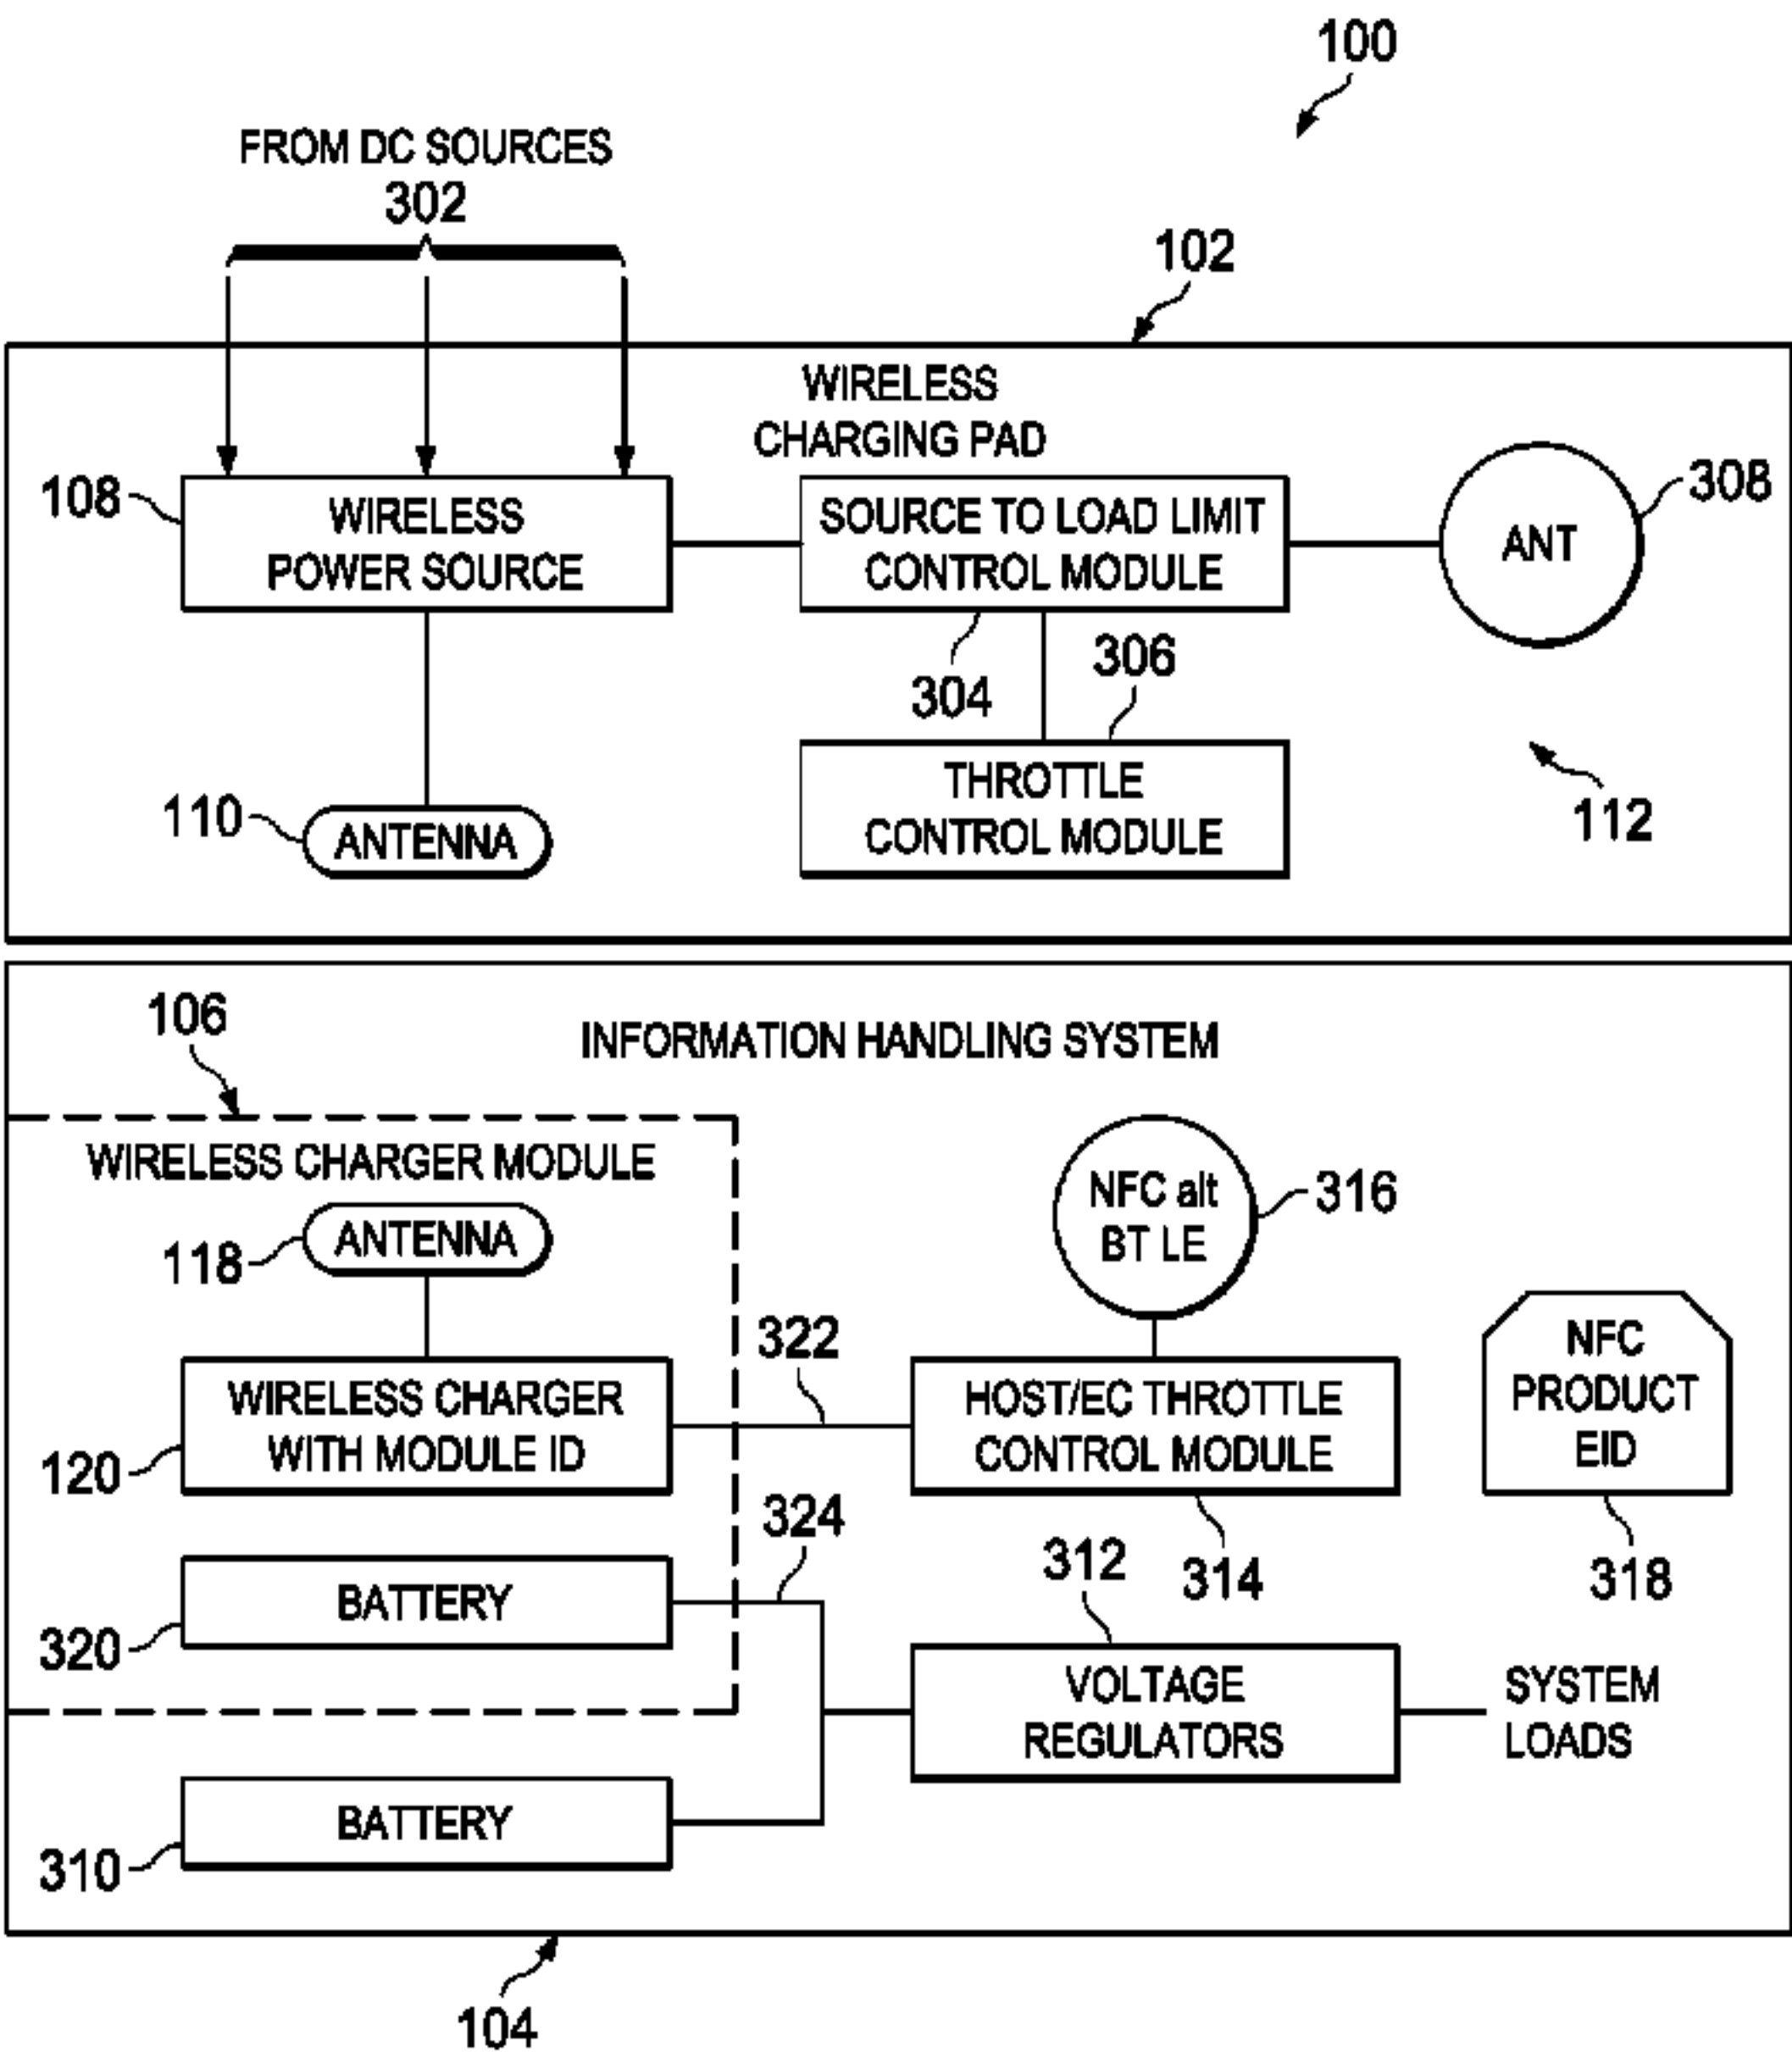 100
FROM DC SOURCES
302
102
WIRELESS
CHARGING PAD
108
WIRELESS
POWER SOURCE
SOURCE TO LOAD LIMIT
CONTROL MODULE
ANT
308
304
306
110
ANTENNA
THROTTLE
CONTROL MODULE
112
106
INFORMATION HANDLING SYSTEM
WIRELESS CHARGER MODULE
118
ANTENNA
NFC alt
BT LE
316
322
120
WIRELESS CHARGER
WITH MODULE ID
HOST/EC THROTTLE
CONTROL MODULE
NFC
PRODUCT
EID
324
312
314
318
320
BATTERY
VOLTAGE
REGULATORS
SYSTEM
LOADS
310
BATTERY
104